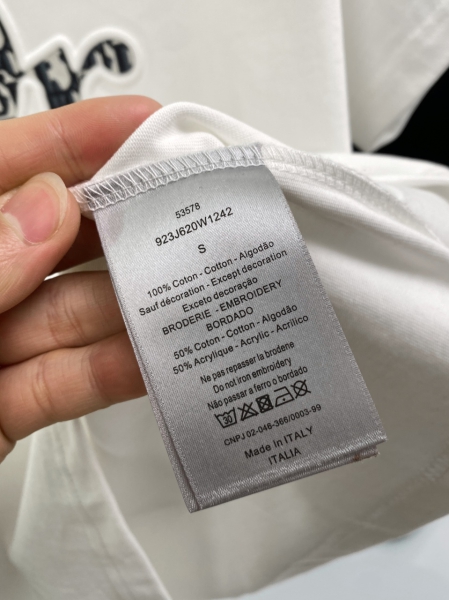 53578
923J620W1242
S
100% Coton - Cotton - Algodão
Sauf décoration - Except decoration
Exceto decoração
BRODERIE - EMBROIDERY
BORDADO
50% Coton - Cotton - Algodão
50% Acrylique - Acrylic - Acrílico
Ne pas repasser la broderie
Do not iron embroidery
Não passar a ferro o bordado
30
CNPJ 02-046-366/0003-99
Made in ITALY
ITALIA